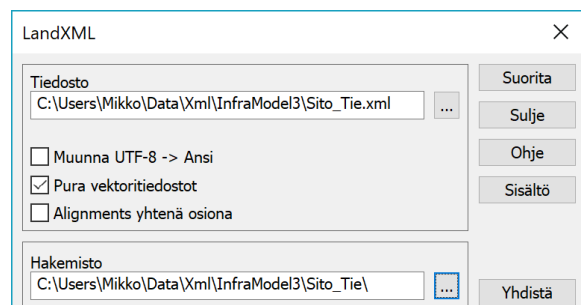 LandXML
Tiedosto
C:\Users\Mikko\Data\Xml\InfraModel3\Sito_Tie.xml
...
Muunna UTF-8 -> Ansi
Pura vektoritiedostot
Alignments yhtenä osiona
Hakemisto
C:\Users\Mikko\Data\Xml\InfraModel3\Sito_Tie\
...
Suorita
Sulje
Ohje
Sisältö
Yhdistä